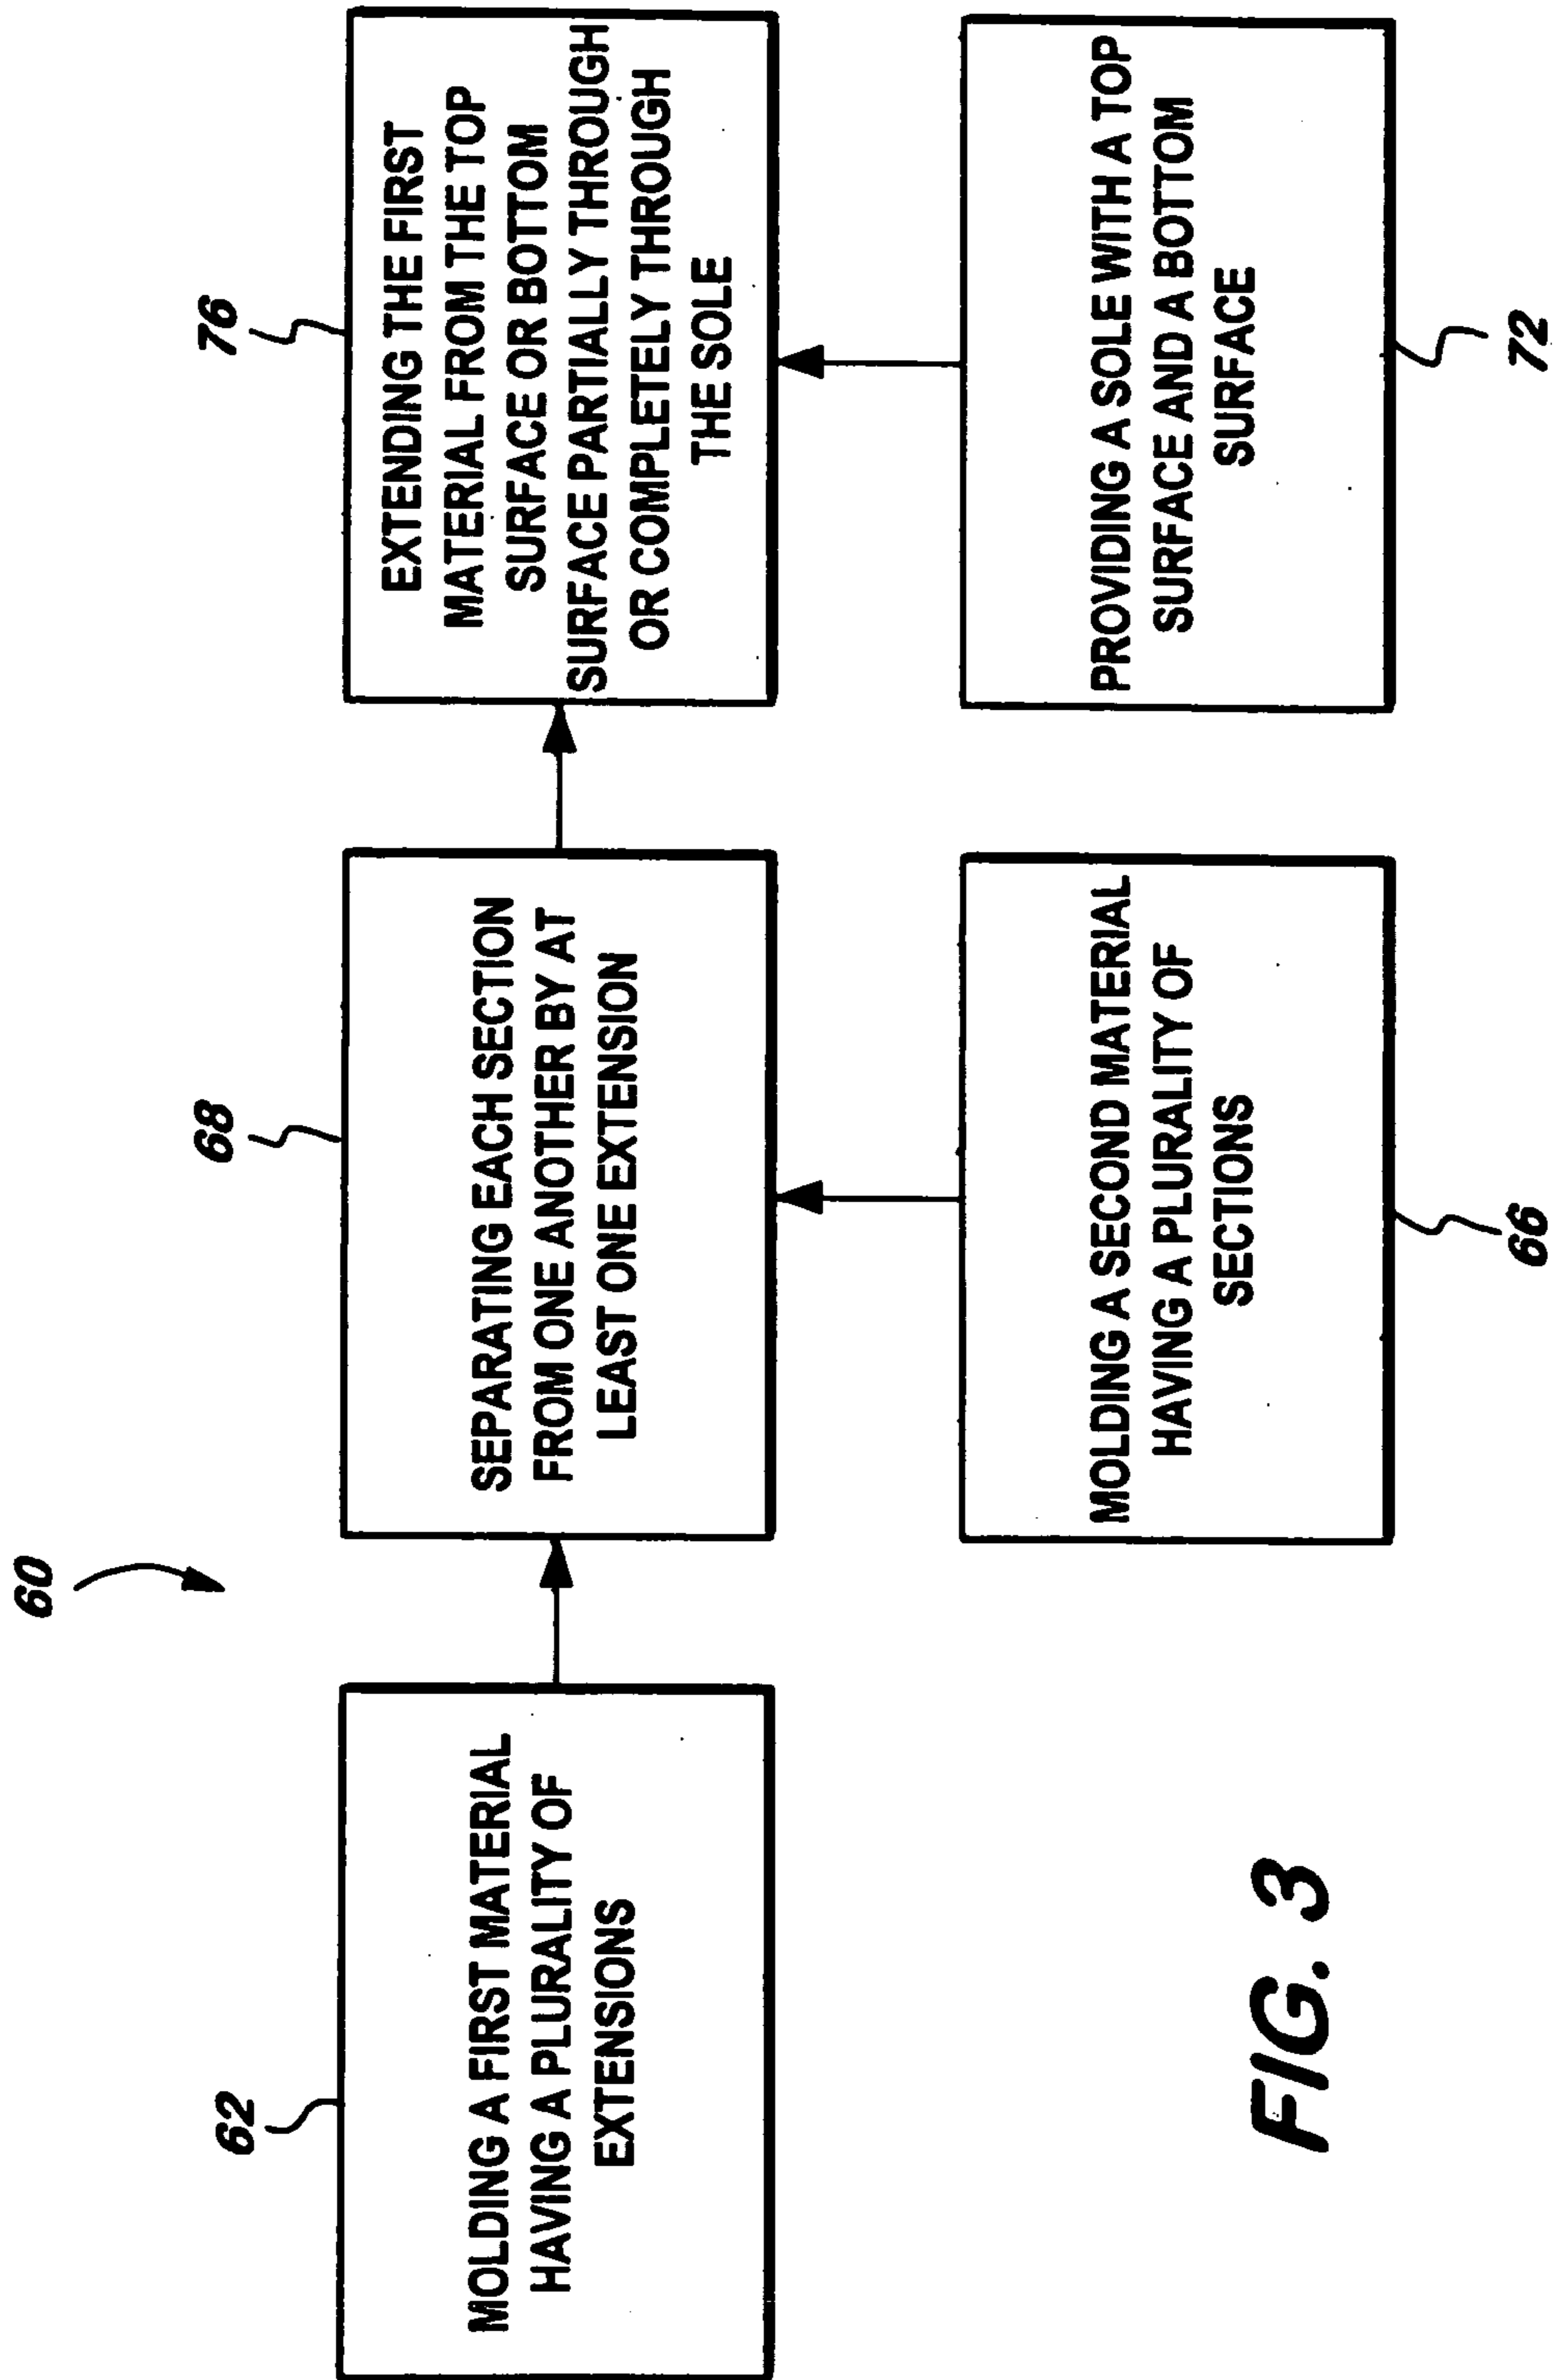 60
62
MOLDING A FIRST MATERIAL
HAVING A PLURALITY OF
EXTENSIONS
68
SEPARATING EACH SECTION
FROM ONE ANOTHER BY AT
LEAST ONE EXTENSION
76
EXTENDING THE FIRST
MATERIAL FROM THE TOP
SURFACE OR BOTTOM
SURFACE PARTIALLY THROUGH
OR COMPLETELY THROUGH
THE SOLE
MOLDING A SECOND MATERIAL
HAVING A PLURALITY OF
SECTIONS
66
PROVIDING A SOLE WITH A TOP
SURFACE AND A BOTTOM
SURFACE
72
FIG. 3